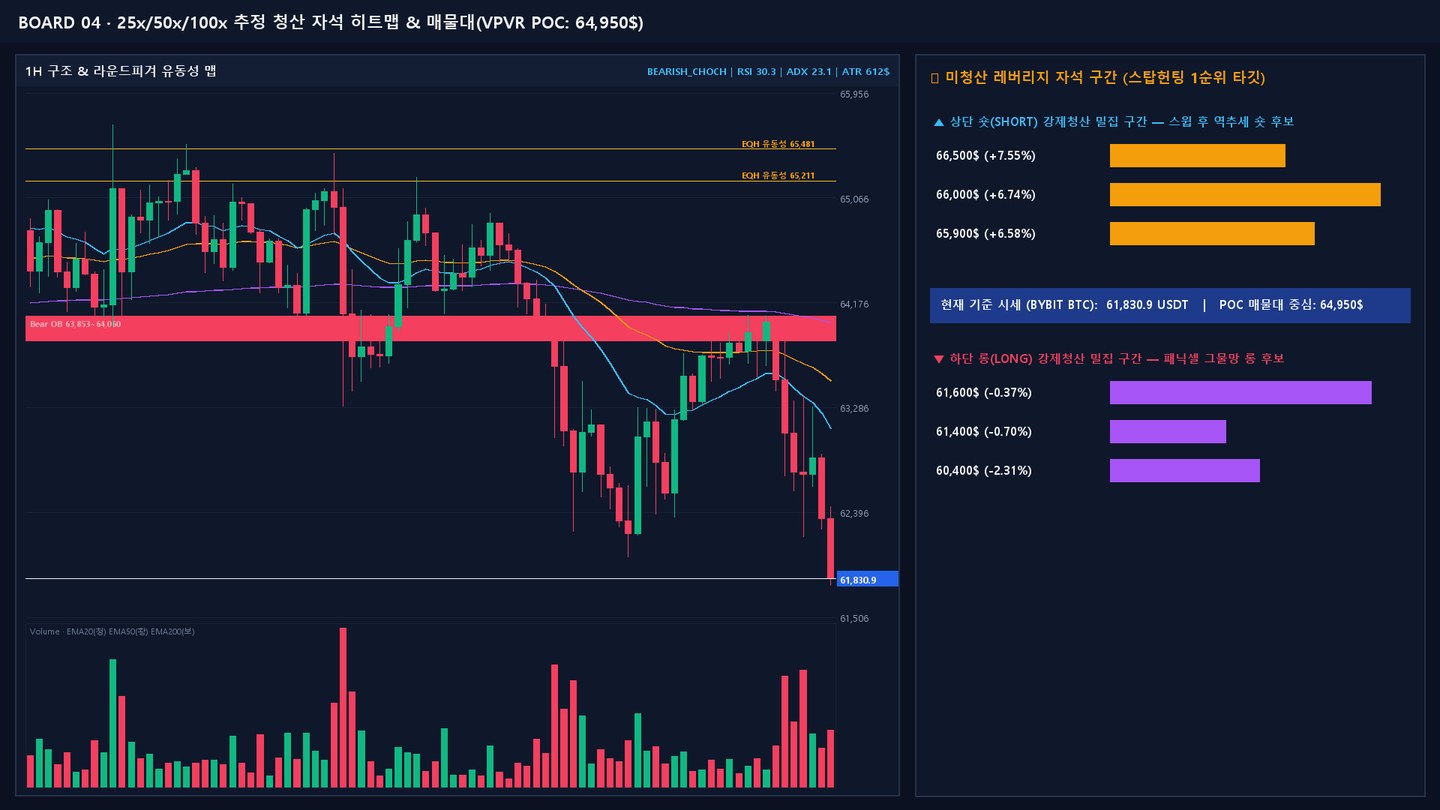 BOARD 04 · 25x/50x/100x 추정 청산 자석 히트맵 & 매물대(VPVR POC: 64,950$)
1H 구조 & 라운드피겨 유동성 맵
BEARISH_CHOCH | RSI 30.3 | ADX 23.1 | ATR 612$
65,956
EQH 유동성 65,481
EQH 유동성 65,211
65,066
64,176
Bear OB 63,853~64,060
63,286
62,396
61,830.9
61,506
Volume · EMA20(청) EMA50(황) EMA200(보)
미청산 레버리지 자석 구간 (스탑헌팅 1순위 타깃)
▲ 상단 숏(SHORT) 강제청산 밀집 구간 — 스윕 후 역추세 숏 후보
66,500$ (+7.55%)
66,000$ (+6.74%)
65,900$ (+6.58%)
현재 기준 시세 (BYBIT BTC): 61,830.9 USDT | POC 매물대 중심: 64,950$
▼ 하단 롱(LONG) 강제청산 밀집 구간 — 패닉셀 그물망 롱 후보
61,600$ (-0.37%)
61,400$ (-0.70%)
60,400$ (-2.31%)